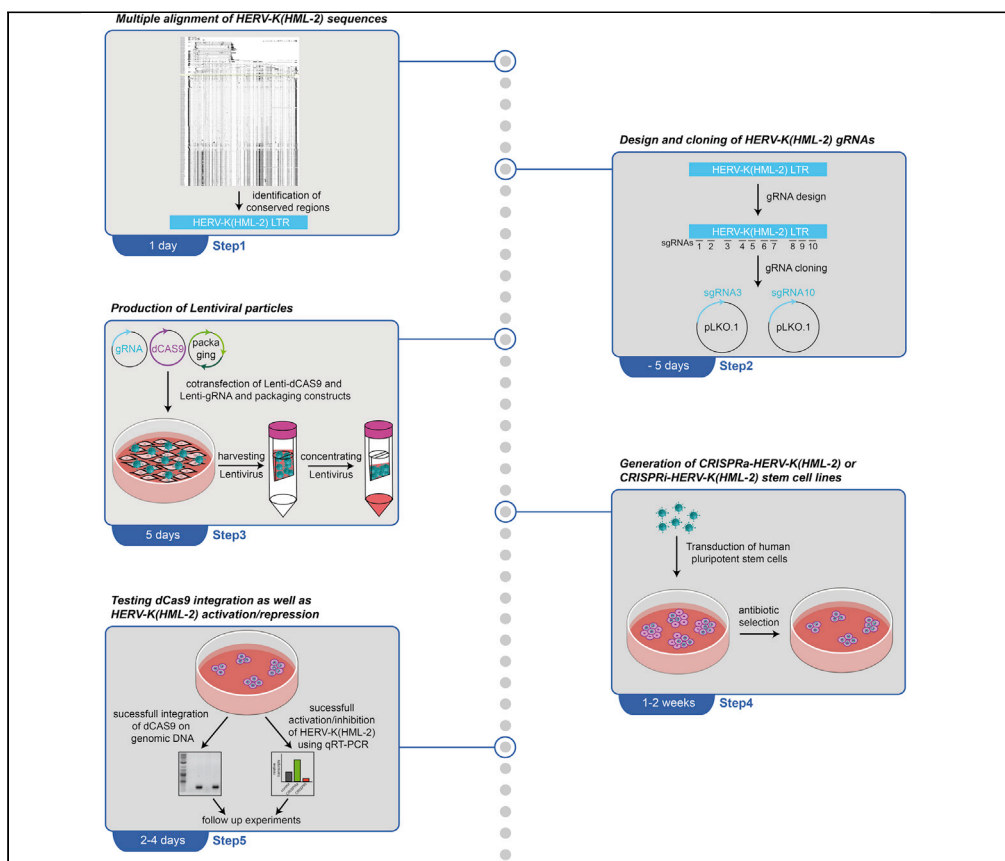 Multiple alignment of HERV-K(HML-2) sequences
identification of
conserved regions
HERV-K(HML-2) LTR
1 day
Step1
Design and cloning of HERV-K(HML-2) gRNAs
HERV-K(HML-2) LTR
gRNA design
HERV-K(HML-2) LTR
sgRNAs
1 2 3 4 5 6 7 8 9 10
gRNA cloning
sgRNA3
sgRNA10
pLKO.1
pLKO.1
- 5 days
Step2
Production of Lentiviral particles
gRNA
dCAS9
packa
ging
cotransfection of Lenti-dCAS9 and
Lenti-gRNA and packaging constructs
harvesting
Lentivirus
concentrating
Lentivirus
5 days
Step3
Generation of CRISPRa-HERV-K(HML-2) or
CRISPRi-HERV-K(HML-2) stem cell lines
Transduction of human
pluripotent stem cells
antibiotic
selection
1-2 weeks
Step4
Testing dCas9 integration as well as
HERV-K(HML-2) activation/repression
sucessfull integration
of dCAS9 on
genomic DNA
sucessfull
activation/inhibition
of HERV-K(HML-2)
using qRT-PCR
control
CRISPRa
CRISPRi
follow up experiments
2-4 days
Step5